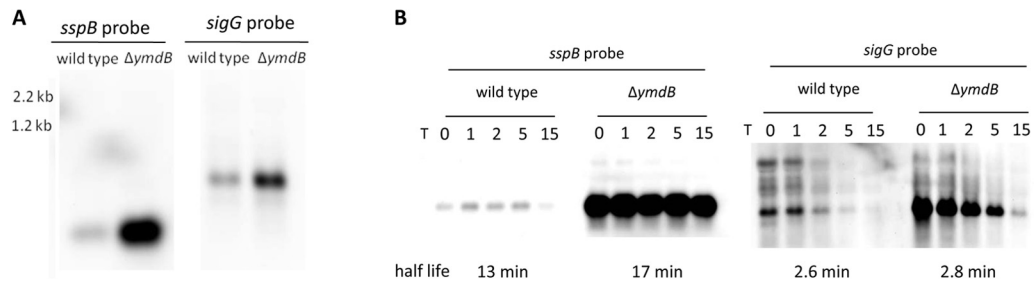 A
sspB probe
sigG probe
wild type ΔymdB
wild type ΔymdB
2.2 kb
1.2 kb
B
sspB probe
sigG probe
wild type
ΔymdB
wild type
ΔymdB
T 0 1 2 5 15 0 1 2 5 15
T 0 1 2 5 15 0 1 2 5 15
half life 13 min 17 min 2.6 min 2.8 min